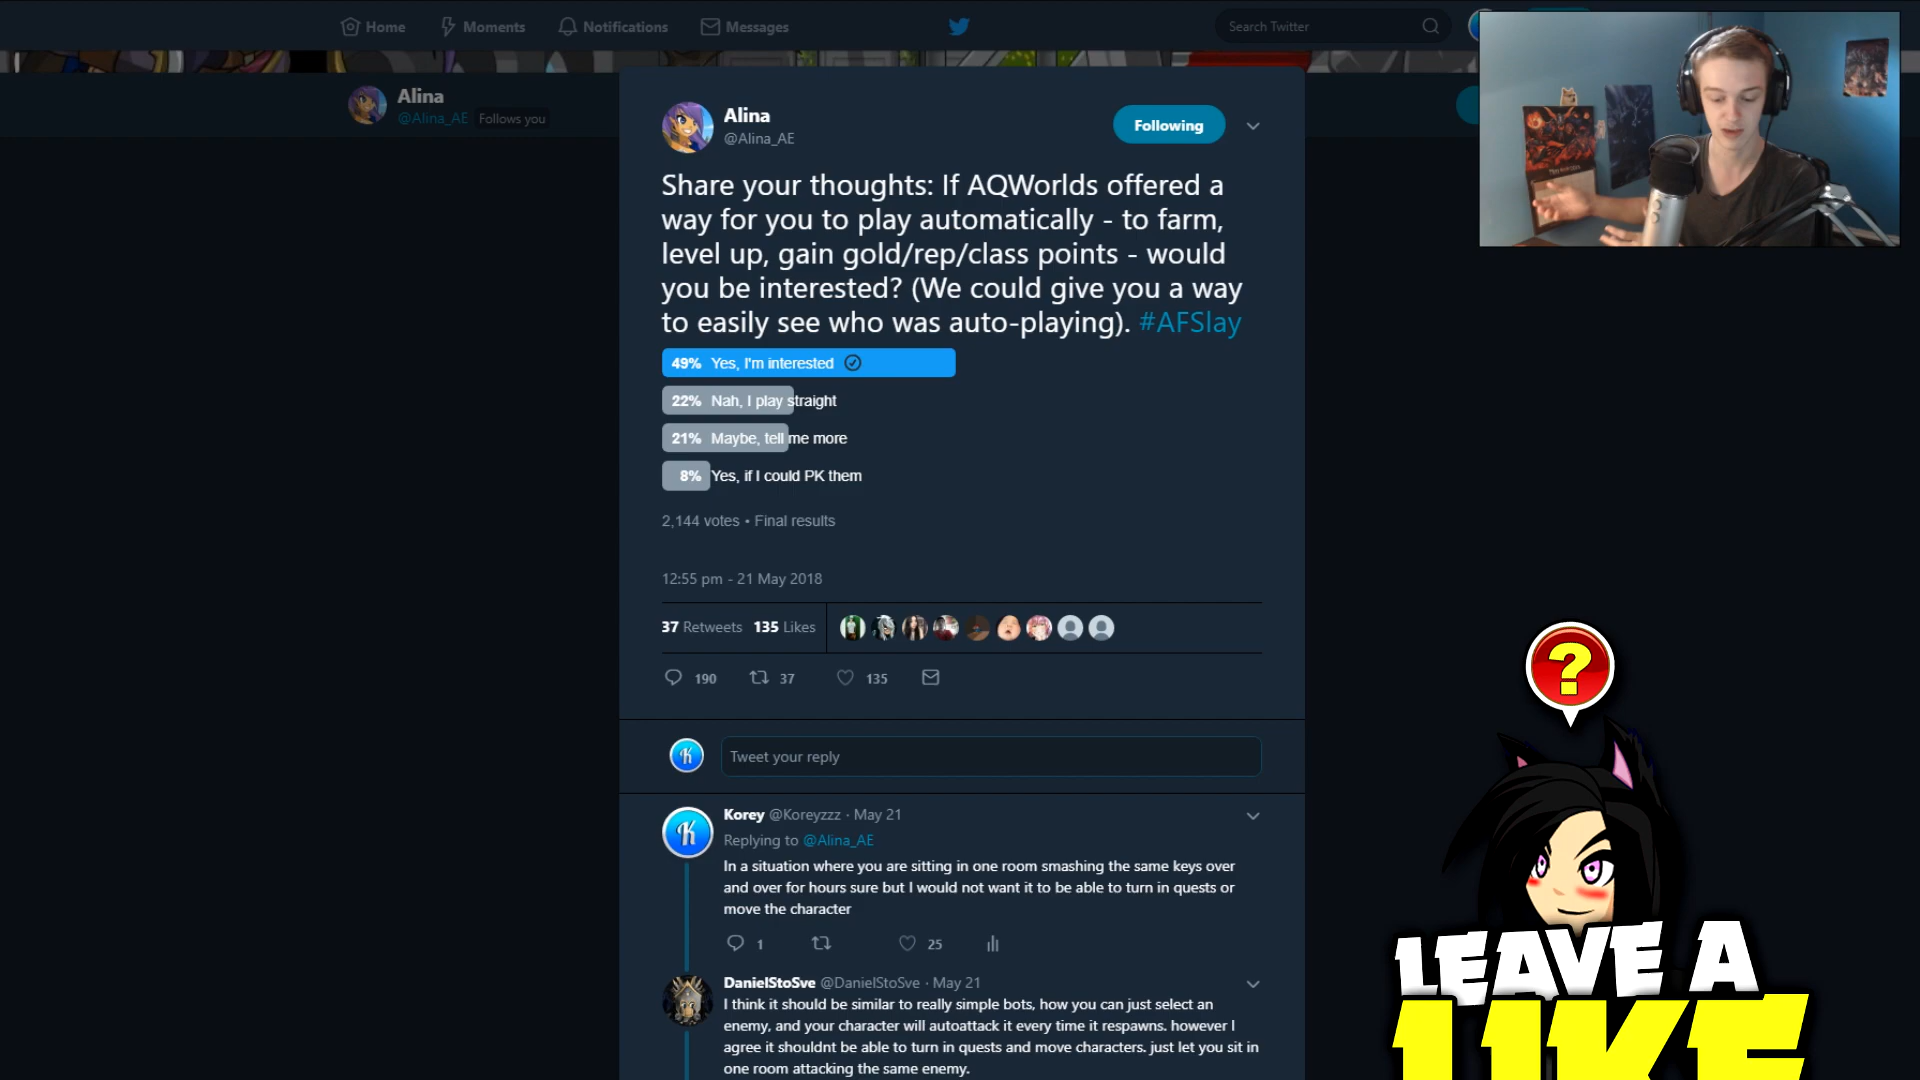 Home
Moments
Notifications
Messages
Search Twitter
Alina
@Alina_AE Follows you
Alina
@Alina_AE
Following
Share your thoughts: If AQWorlds offered a
way for you to play automatically - to farm,
level up, gain gold/rep/class points - would
you be interested? (We could give you a way
to easily see who was auto-playing). #AFSlay
49% Yes, I'm interested
22% Nah, I play straight
21% Maybe, tell me more
8% Yes, if I could PK them
2,144 votes • Final results
12:55 pm - 21 May 2018
37 Retweets 135 Likes
190 37 135
K
Tweet your reply
K
Korey @Koreyzzz · May 21
Replying to @Alina_AE
In a situation where you are sitting in one room smashing the same keys over
and over for hours sure but I would not want it to be able to turn in quests or
move the character
1 25
DanielStoSve @DanielStoSve · May 21
I think it should be similar to really simple bots, how you can just select an
enemy, and your character will autoattack it every time it respawns. however I
agree it shouldnt be able to turn in quests and move characters. just let you sit in
one room attacking the same enemy.
?
LEAVE A
LIKE